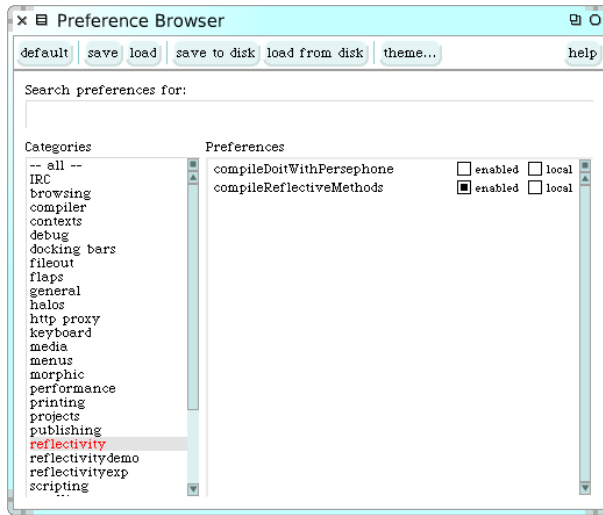 Preference Browser
default save load save to disk load from disk theme... help
Search preferences for:
Categories Preferences
-- all --
IRC
browsing
compiler
contexts
debug
docking bars
fileout
flaps
general
halos
http proxy
keyboard
media
menus
morphic
performance
printing
projects
publishing
reflectivity
reflectivitydemo
reflectivityexp
scripting
compileDoitWithPersephone enabled local
compileReflectiveMethods enabled local